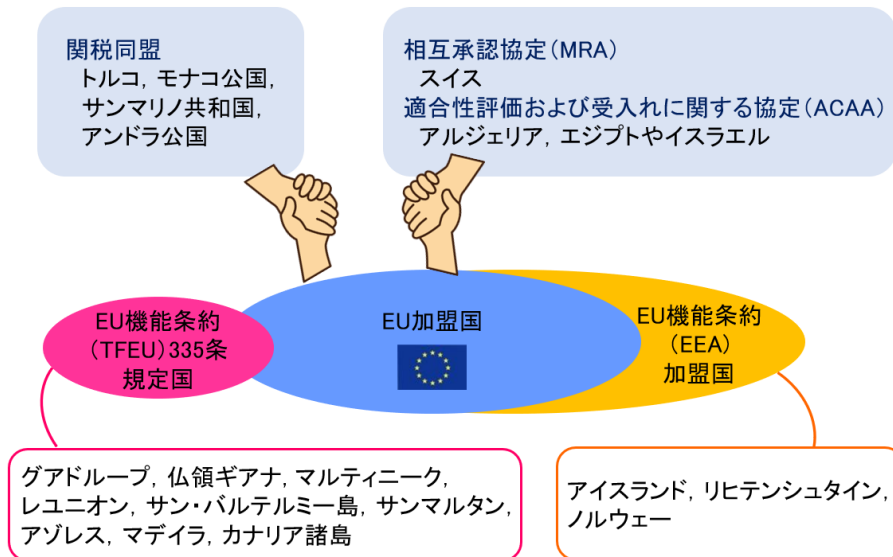 関税同盟
トルコ, モナコ公国,
サンマリノ共和国,
アンドラ公国
相互承認協定(MRA)
スイス
適合性評価および受入れに関する協定(ACAA)
アルジェリア, エジプトやイスラエル
EU機能条約
(TFEU)335条
規定国
EU加盟国
EU機能条約
(EEA)
加盟国
グアドループ, 仏領ギアナ, マルティニーク,
レユニオン, サン・バルテルミー島, サンマルタン,
アゾレス, マデイラ, カナリア諸島
アイスランド, リヒテンシュタイン,
ノルウェー